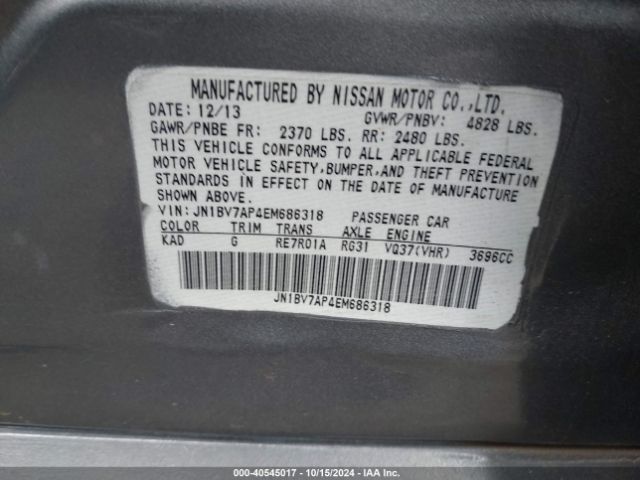 MANUFACTURED BY NISSAN MOTOR CO.,LTD.
DATE: 12/13 GVWR/PNBV: 4828 LBS.
GAWR/PNBE FR: 2370 LBS. RR: 2480 LBS.
THIS VEHICLE CONFORMS TO ALL APPLICABLE FEDERAL
MOTOR VEHICLE SAFETY,BUMPER,AND THEFT PREVENTION
STANDARDS IN EFFECT ON THE DATE OF MANUFACTURE
SHOWN ABOVE.
VIN: JN1BV7AP4EM686318 PASSENGER CAR
COLOR TRIM TRANS AXLE ENGINE
KAD G RE7R01A RG31 VQ37(VHR) 3696CC
JN1BV7AP4EM686318
000-40545017 - 10/15/2024 - IAA Inc.